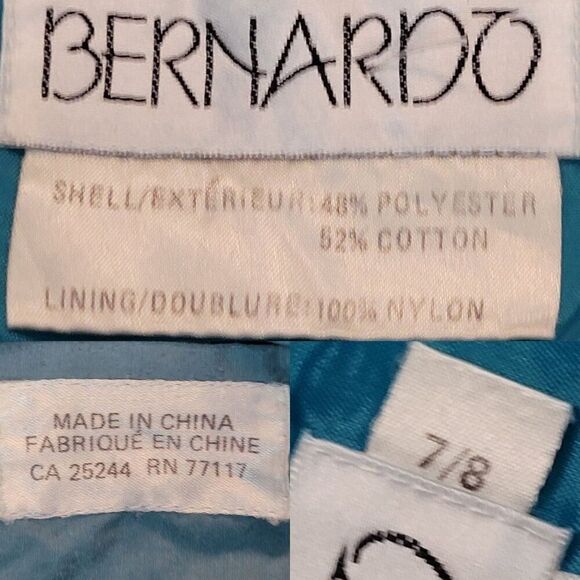 BERNARDO
SHELL/EXTÉRIEUR: 48% POLYESTER
52% COTTON
LINING/DOUBLURE: 100% NYLON
MADE IN CHINA
FABRIQUÉ EN CHINE
CA 25244 RN 77117
7/8